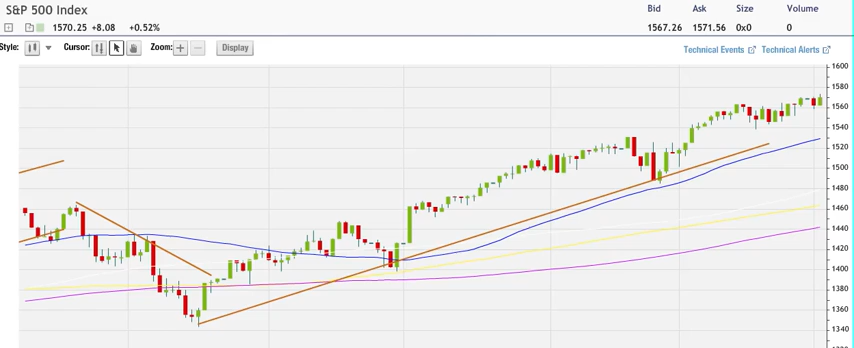 S&P 500 Index
Bid Ask Size Volume
1570.25 +8.08 +0.52% 1567.26 1571.56 0x0 0
Style: Cursor: Zoom: Display
Technical Events Technical Alerts
1600
1580
1560
1540
1520
1500
1480
1460
1440
1420
1400
1380
1360
1340